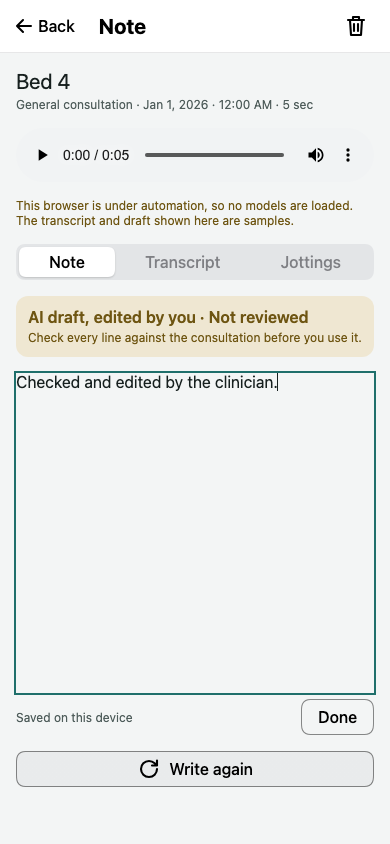 Back Note
Bed 4
General consultation · Jan 1, 2026 · 12:00 AM · 5 sec
0:00 / 0:05
This browser is under automation, so no models are loaded.
The transcript and draft shown here are samples.
Note Transcript Jottings
AI draft, edited by you · Not reviewed
Check every line against the consultation before you use it.
Checked and edited by the clinician.
Saved on this device Done
Write again